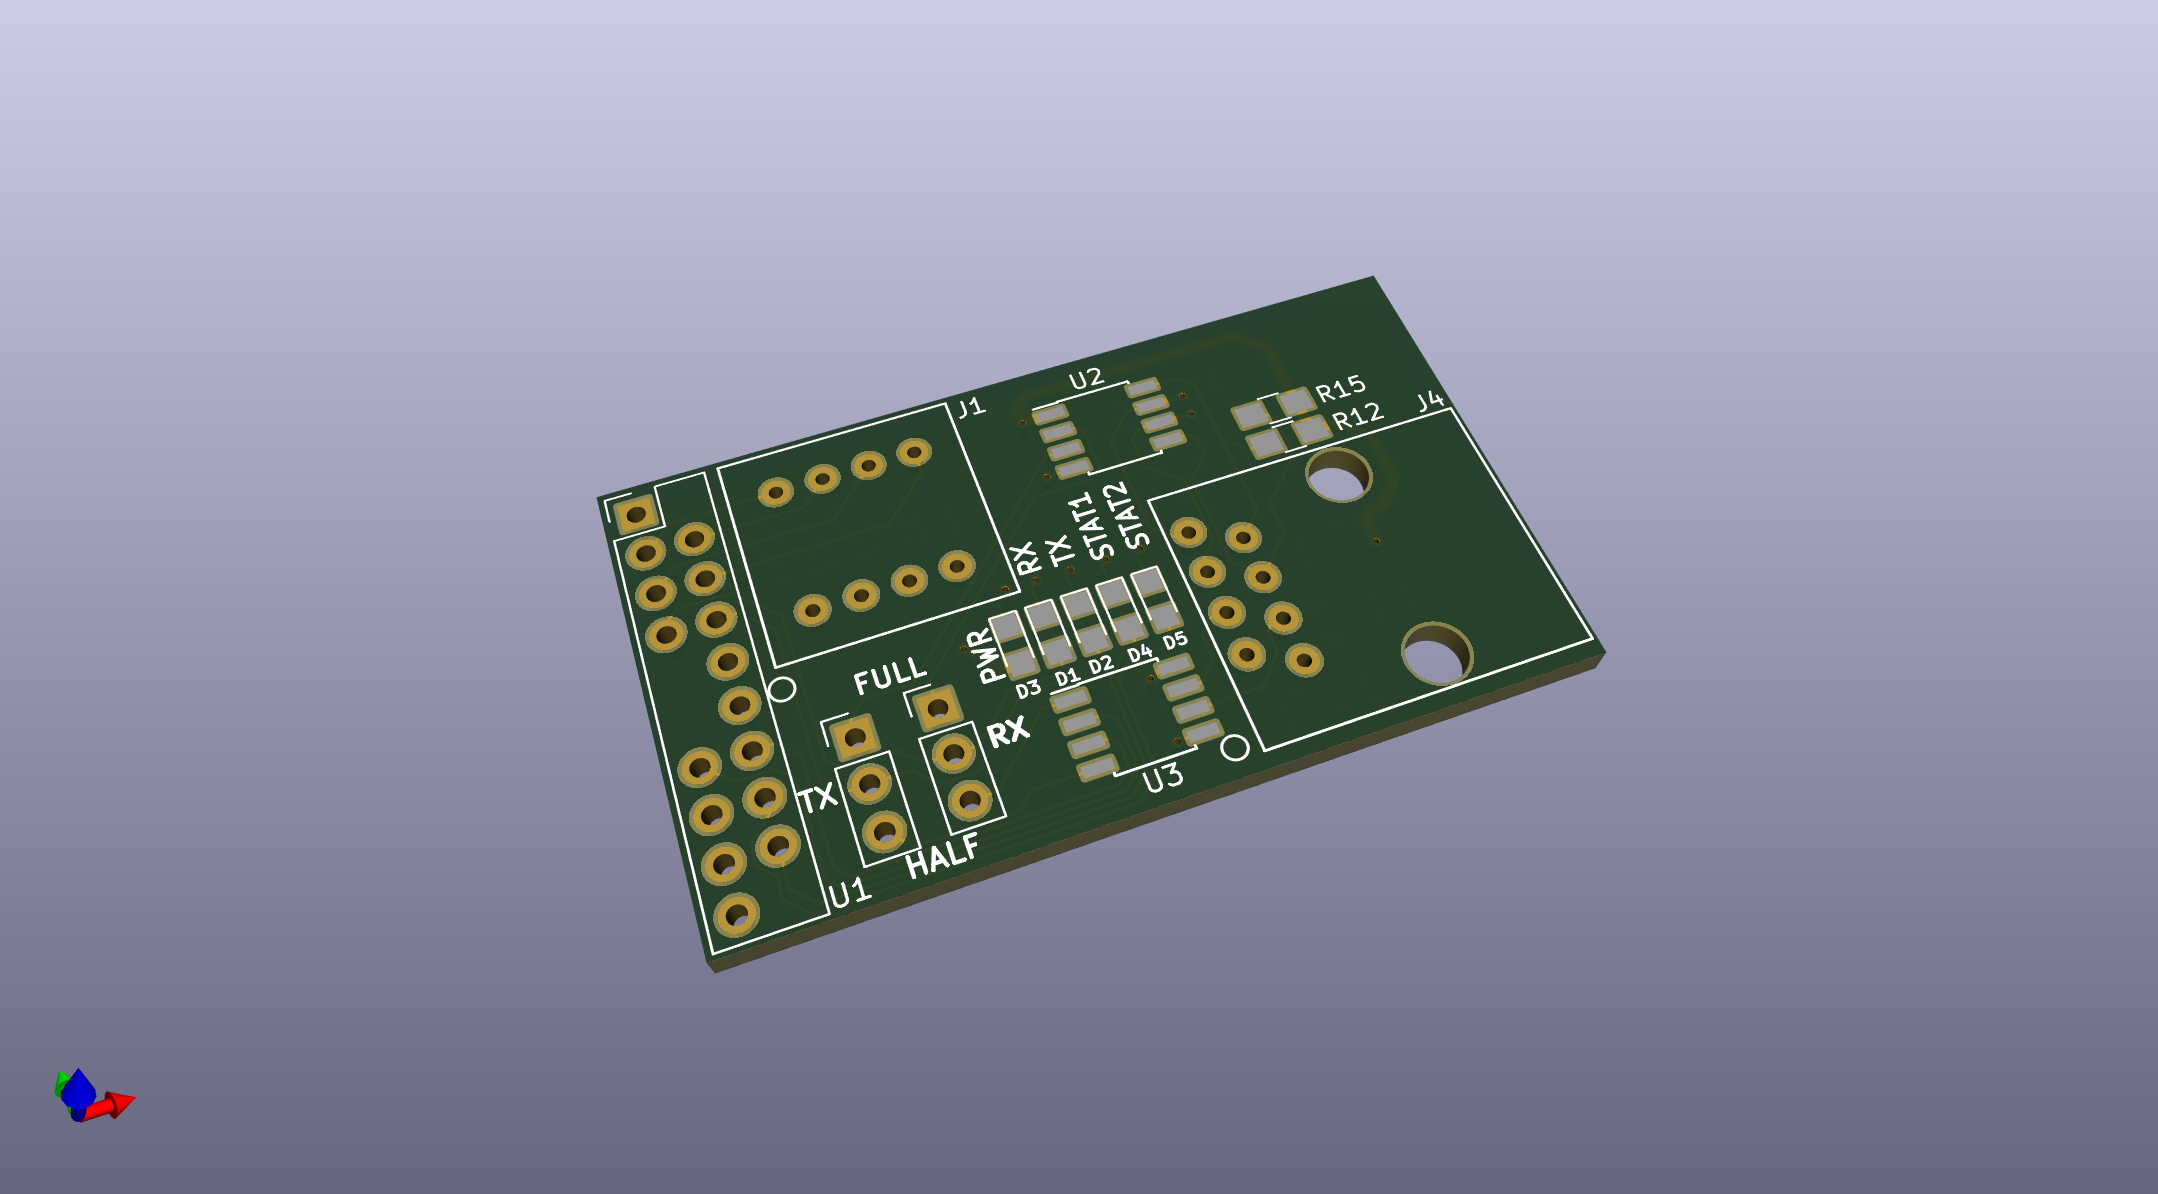 J1
U2
R15
R12
J4
RX
TX
STAT1
STAT2
PWR
D3
D1
D2
D4
D5
FULL
RX
TX
HALF
U1
U3